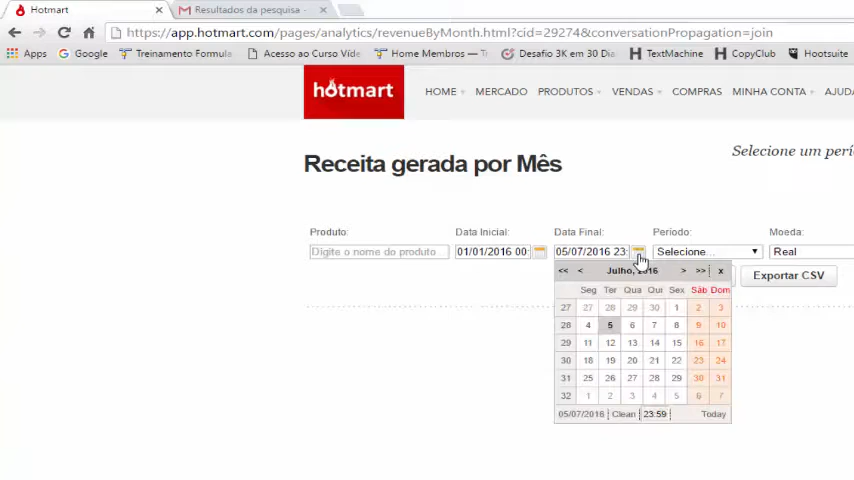 Hotmart
Resultados da pesquisa -
https://app.hotmart.com/pages/analytics/revenueByMonth.html?cid=29274&conversationPropagation=join
Apps Google Treinamento Formula Acesso ao Curso Víde Home Membros — Desafio 3K em 30 Dia TextMachine CopyClub Hootsuite
hotmart HOME MERCADO PRODUTOS VENDAS COMPRAS MINHA CONTA AJUDA
Selecione um perí
Receita gerada por Mês
Produto: Data Inicial: Data Final: Período: Moeda:
Digite o nome do produto 01/01/2016 00: 05/07/2016 23: Selecione... Real
Exportar CSV
<< < Julho, 2016 > >> x
Seg Ter Qua Qui Sex Sáb Dom
27 27 28 29 30 1 2 3
28 4 5 6 7 8 9 10
29 11 12 13 14 15 16 17
30 18 19 20 21 22 23 24
31 25 26 27 28 29 30 31
32 1 2 3 4 5 6 7
05/07/2016 Clean 23:59 Today